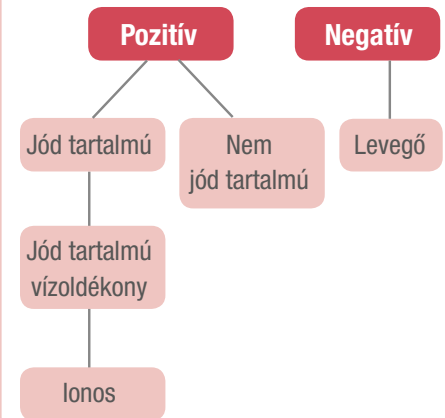 Pozitív
Negatív
Jód tartalmú
Nem
jód tartalmú
Levegő
Jód tartalmú
vízoldékony
Ionos